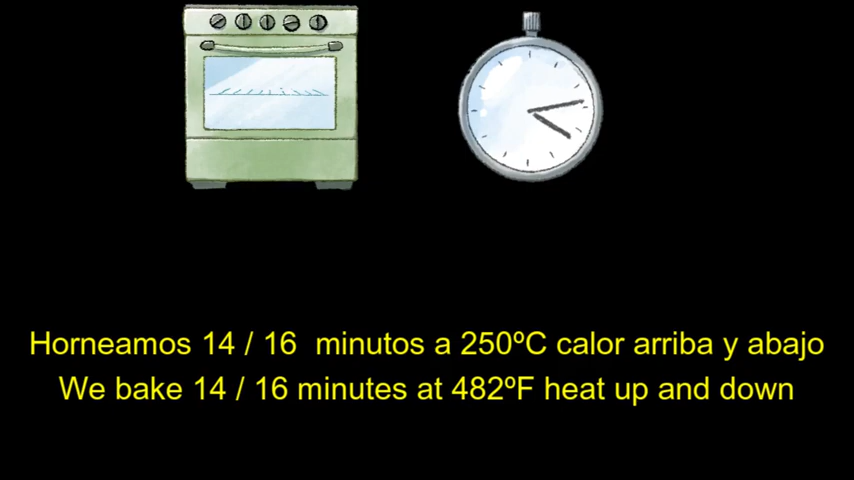 Horneamos 14 / 16 minutos a 250ºC calor arriba y abajo
We bake 14 / 16 minutes at 482ºF heat up and down